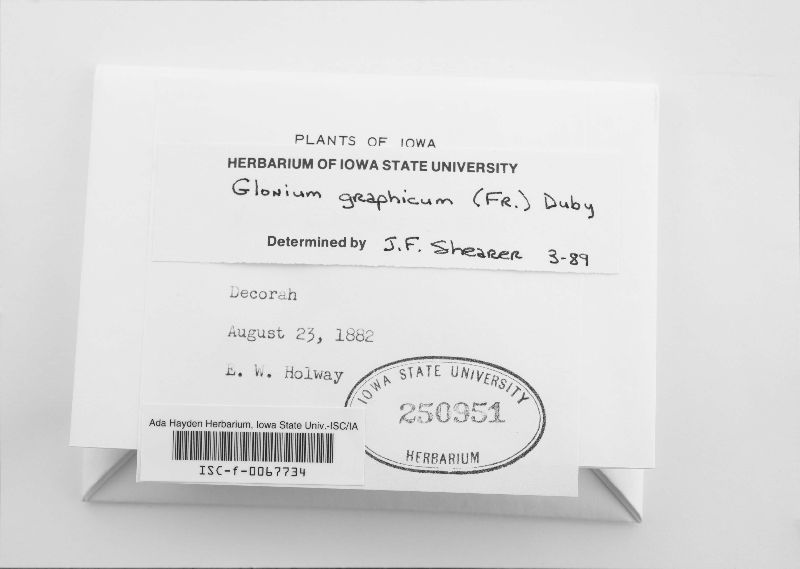 PLANTS OF IOWA
HERBARIUM OF IOWA STATE UNIVERSITY
Glonium graphicum (Fr.) Duby
Determined by J.F. Shearer 3-89
Decorah
August 23, 1882
E. W. Holway
IOWA STATE UNIVERSITY
250951
HERBARIUM
Ada Hayden Herbarium, Iowa State Univ.-ISC/IA
ISC-f-0067734